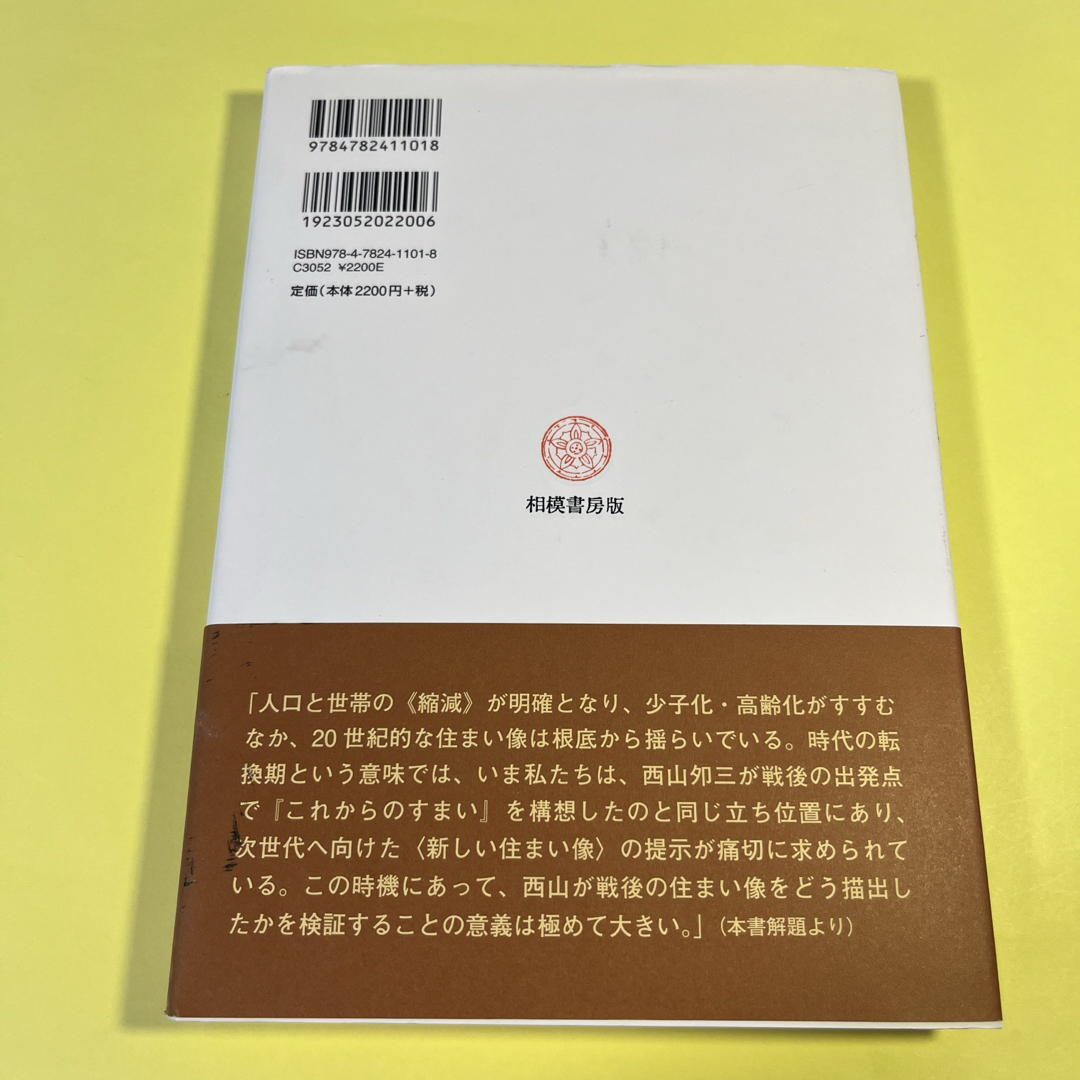 9784782411018
1923052022006
ISBN978-4-7824-1101-8
C3052 ¥2200E
定価(本体2200円+税)
相模書房版
「人口と世帯の《縮減》が明確となり、少子化・高齢化がすすむ
なか、20世紀的な住まい像は根底から揺らいでいる。時代の転
換期という意味では、いま私たちは、西山夘三が戦後の出発点
で『これからのすまい』を構想したのと同じ立ち位置にあり、
次世代へ向けた〈新しい住まい像〉の提示が痛切に求められて
いる。この時機にあって、西山が戦後の住まい像をどう描出し
たかを検証することの意義は極めて大きい。」(本書解題より)